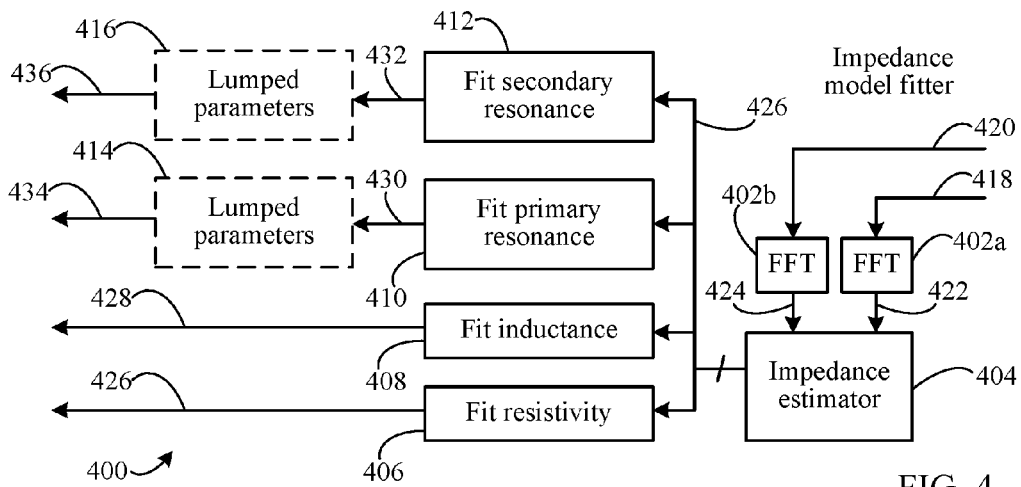 416
412
436
Lumped
parameters
432
Fit secondary
resonance
Impedance
model fitter
426
420
414
418
434
Lumped
parameters
430
Fit primary
resonance
402b
402a
FFT
FFT
410
424
422
428
Fit inductance
408
Impedance
estimator
404
426
Fit resistivity
406
400
FIG. 4